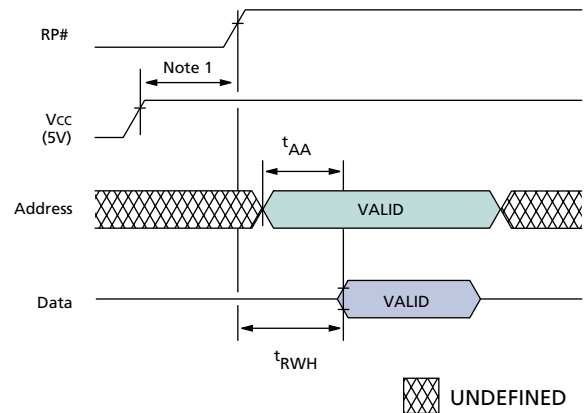 RP#
Note 1
VCC
(5V)
tAA
Address
VALID
Data
VALID
tRWH
UNDEFINED